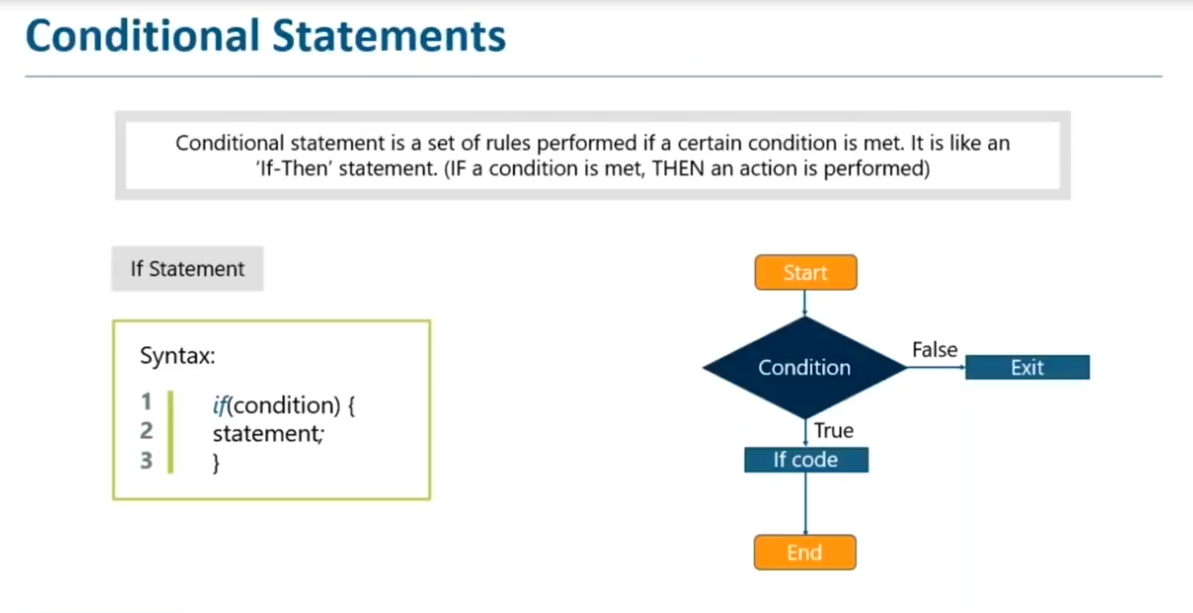 Conditional Statements
Conditional statement is a set of rules performed if a certain condition is met. It is like an
'If-Then' statement. (IF a condition is met, THEN an action is performed)
If Statement
Syntax:
1 if(condition) {
2 statement;
3 }
Start
Condition
False
Exit
True
If code
End